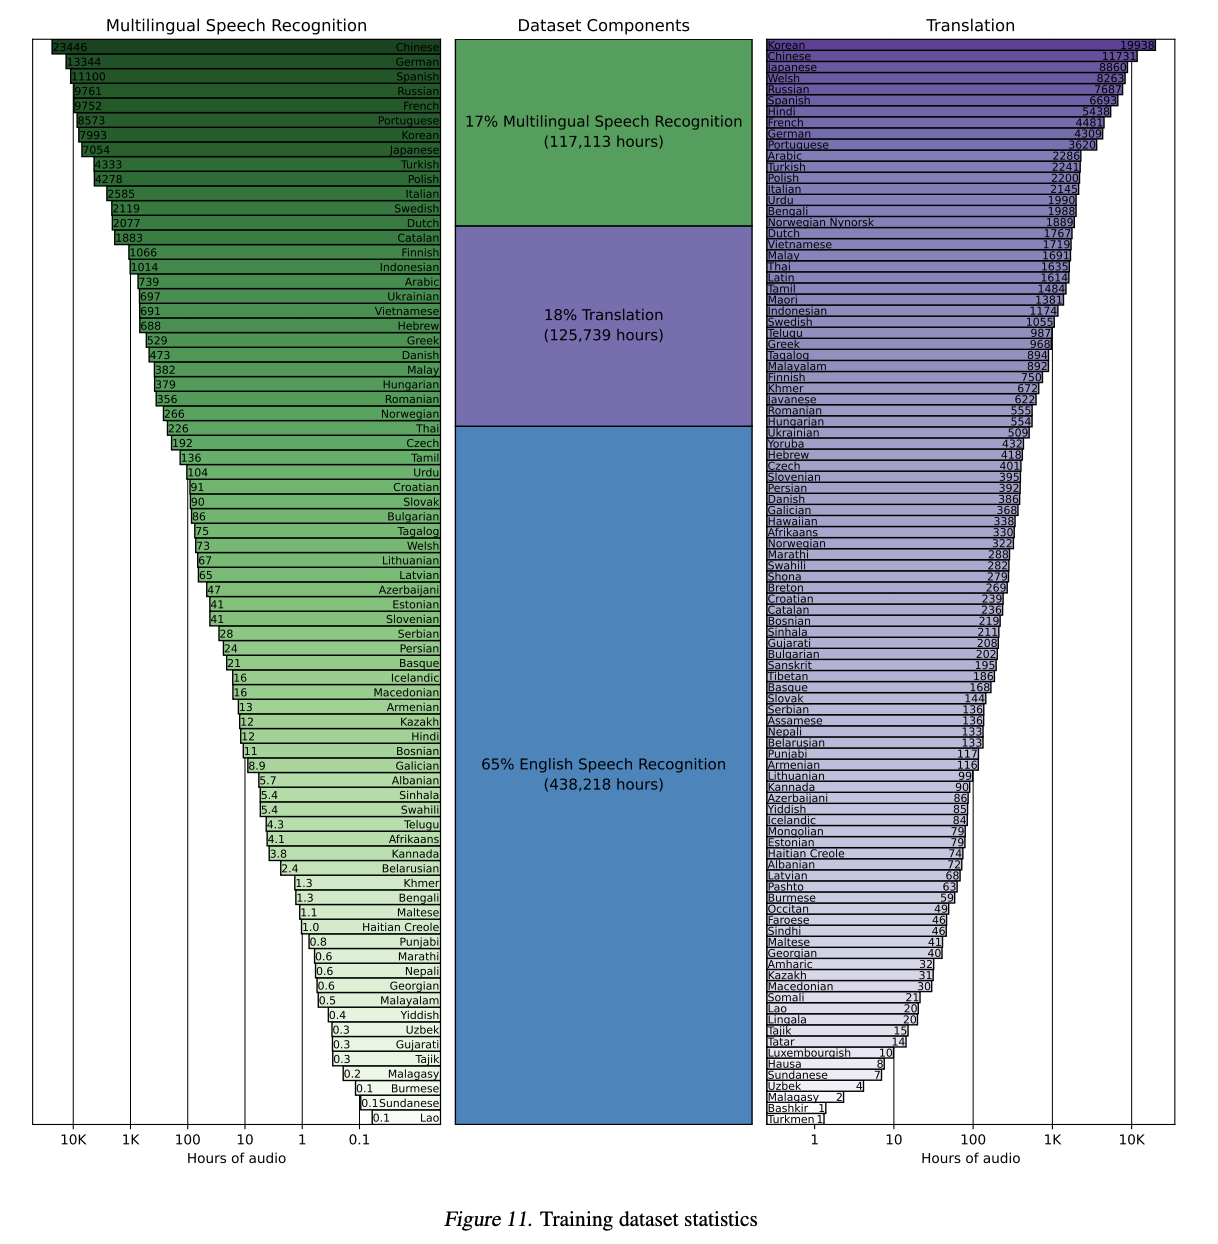 Multilingual Speech Recognition
23446 Chinese
13344 German
11100 Spanish
9761 Russian
9752 French
8573 Portuguese
7993 Korean
7054 Japanese
4333 Turkish
4278 Polish
2585 Italian
2119 Swedish
2077 Dutch
1883 Catalan
1066 Finnish
1014 Indonesian
739 Arabic
697 Ukrainian
691 Vietnamese
688 Hebrew
529 Greek
473 Danish
382 Malay
379 Hungarian
356 Romanian
266 Norwegian
226 Thai
192 Czech
136 Tamil
104 Urdu
91 Croatian
90 Slovak
86 Bulgarian
75 Tagalog
73 Welsh
67 Lithuanian
65 Latvian
47 Azerbaijani
41 Estonian
41 Slovenian
28 Serbian
24 Persian
21 Basque
16 Icelandic
16 Macedonian
13 Armenian
12 Kazakh
12 Hindi
11 Bosnian
8.9 Galician
5.7 Albanian
5.4 Sinhala
5.4 Swahili
4.3 Telugu
4.1 Afrikaans
3.8 Kannada
2.4 Belarusian
1.3 Khmer
1.3 Bengali
1.1 Maltese
1.0 Haitian Creole
0.8 Punjabi
0.6 Marathi
0.6 Nepali
0.6 Georgian
0.5 Malayalam
0.4 Yiddish
0.3 Uzbek
0.3 Gujarati
0.3 Tajik
0.2 Malagasy
0.1 Burmese
0.1 Sundanese
0.1 Lao
10K 1K 100 10 1 0.1
Hours of audio
Dataset Components
17% Multilingual Speech Recognition
(117,113 hours)
18% Translation
(125,739 hours)
65% English Speech Recognition
(438,218 hours)
Translation
Korean 19938
Chinese 11731
Japanese 8860
Welsh 8263
Russian 7687
Spanish 6693
Hindi 5438
French 4481
German 4309
Portuguese 3620
Arabic 2286
Turkish 2241
Polish 2200
Italian 2145
Urdu 1990
Bengali 1988
Norwegian Nynorsk 1889
Dutch 1767
Vietnamese 1719
Malay 1691
Thai 1635
Latin 1614
Tamil 1484
Maori 1381
Indonesian 1174
Swedish 1055
Telugu 987
Greek 968
Tagalog 894
Malayalam 892
Finnish 750
Khmer 672
Javanese 622
Romanian 555
Hungarian 554
Ukrainian 509
Yoruba 432
Hebrew 418
Czech 401
Slovenian 395
Persian 392
Danish 386
Galician 368
Hawaiian 338
Afrikaans 330
Norwegian 322
Marathi 288
Swahili 282
Shona 279
Breton 269
Croatian 239
Catalan 236
Bosnian 219
Sinhala 211
Gujarati 208
Bulgarian 202
Sanskrit 195
Tibetan 186
Basque 168
Slovak 144
Serbian 136
Assamese 136
Nepali 133
Belarusian 133
Punjabi 117
Armenian 116
Lithuanian 99
Kannada 90
Azerbaijani 86
Yiddish 85
Icelandic 84
Mongolian 79
Estonian 79
Haitian Creole 74
Albanian 72
Latvian 68
Pashto 63
Burmese 59
Occitan 49
Faroese 46
Sindhi 46
Maltese 41
Georgian 40
Amharic 32
Kazakh 31
Macedonian 30
Somali 21
Lao 20
Lingala 20
Tajik 15
Tatar 14
Luxembourgish 10
Hausa 8
Sundanese 7
Uzbek 4
Malagasy 2
Bashkir 1
Turkmen 1
1 10 100 1K 10K
Hours of audio
Figure 11. Training dataset statistics